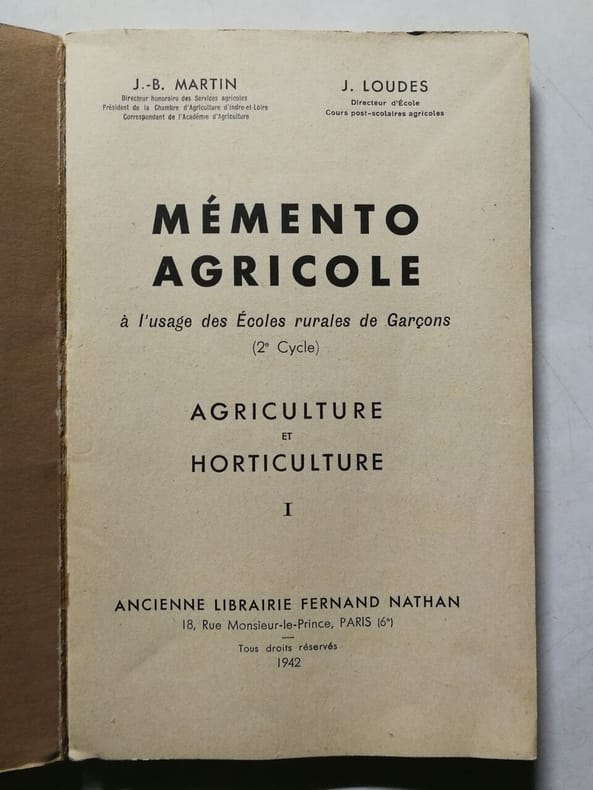 J.-B. MARTIN
Directeur honoraire des Services agricoles
Président de la Chambre d'Agriculture d'Indre-et-Loire
Correspondant de l'Académie d'Agriculture
J. LOUDES
Directeur d'École
Cours post-scolaires agricoles
MÉMENTO
AGRICOLE
à l'usage des Écoles rurales de Garçons
(2e Cycle)
AGRICULTURE
ET
HORTICULTURE
I
ANCIENNE LIBRAIRIE FERNAND NATHAN
18, Rue Monsieur-le-Prince, PARIS (6e)
Tous droits réservés
1942